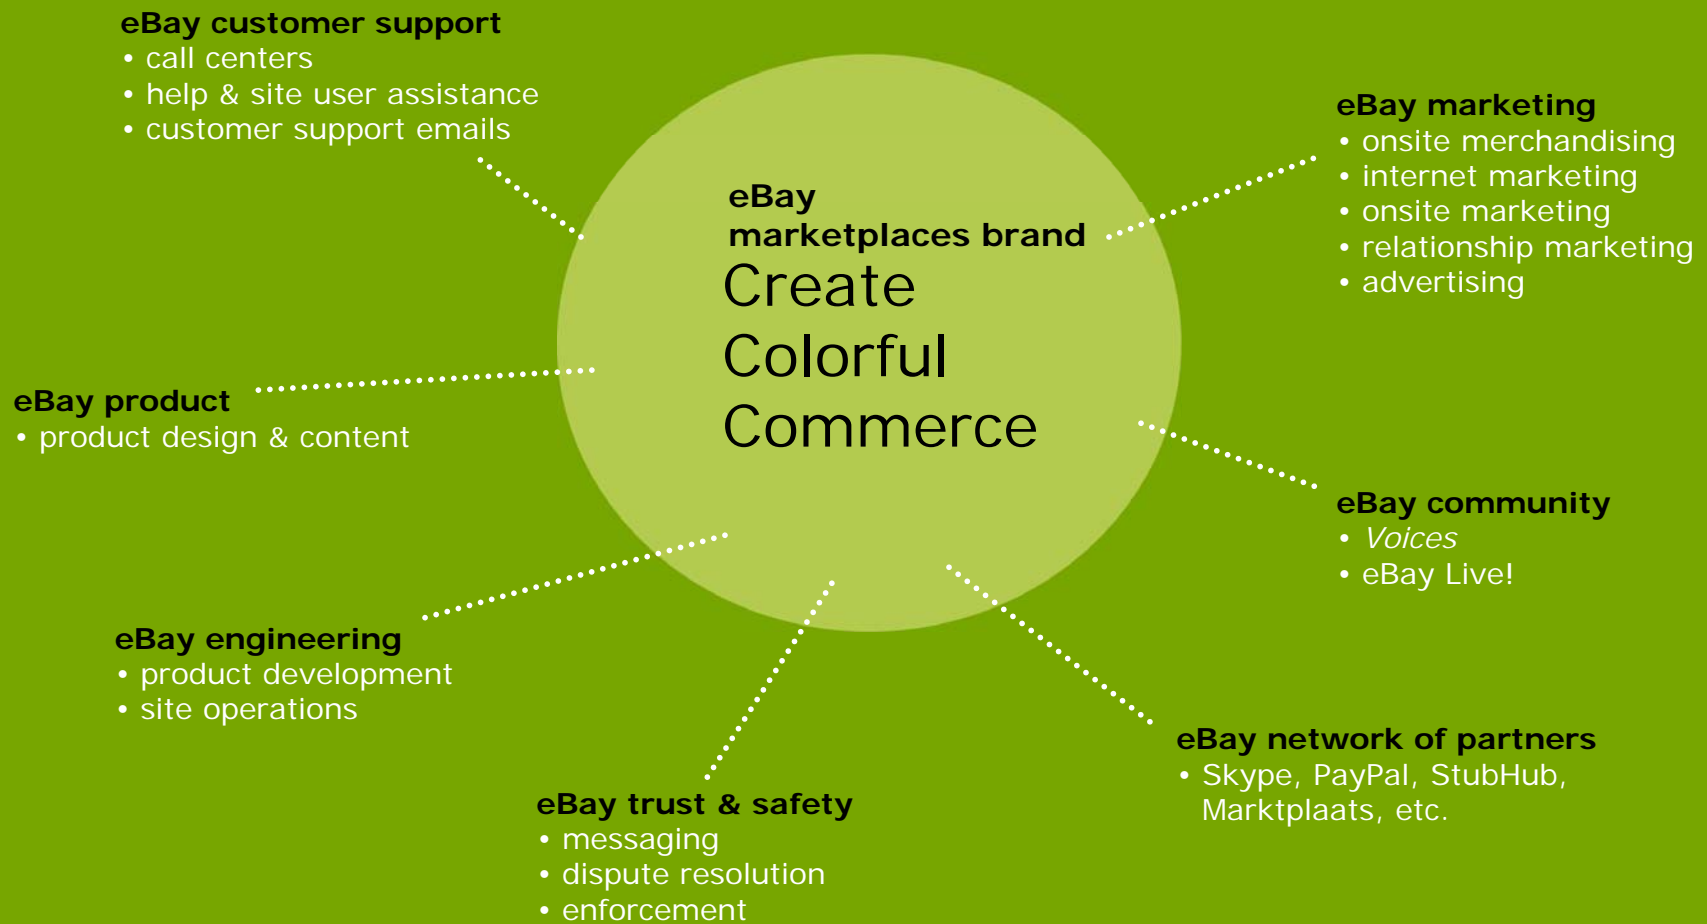 eBay customer support
• call centers
• help & site user assistance
• customer support emails
eBay marketing
• onsite merchandising
• internet marketing
• onsite marketing
• relationship marketing
• advertising
eBay
marketplaces brand
Create
Colorful
Commerce
eBay product
• product design & content
eBay community
• Voices
• eBay Live!
eBay engineering
• product development
• site operations
eBay network of partners
• Skype, PayPal, StubHub,
Marktplaats, etc.
eBay trust & safety
• messaging
• dispute resolution
• enforcement